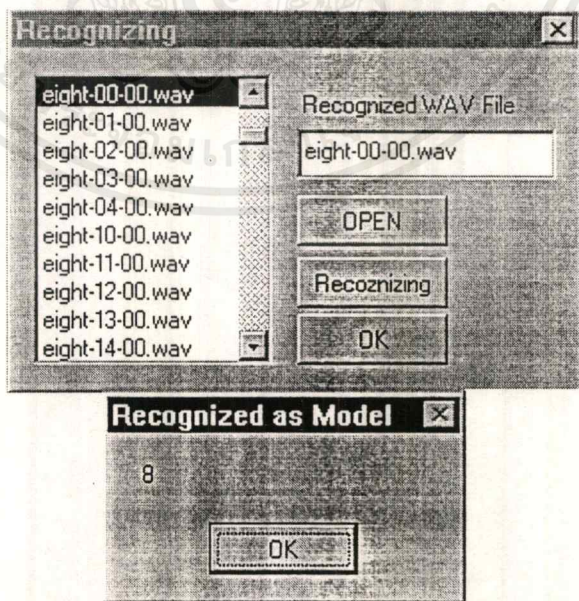 Recognizing
eight-00-00.wav
eight-01-00.wav
eight-02-00.wav
eight-03-00.wav
eight-04-00.wav
eight-10-00.wav
eight-11-00.wav
eight-12-00.wav
eight-13-00.wav
eight-14-00.wav
Recognized WAV File
eight-00-00.wav
OPEN
Recoznizing
OK
Recognized as Model
8
OK